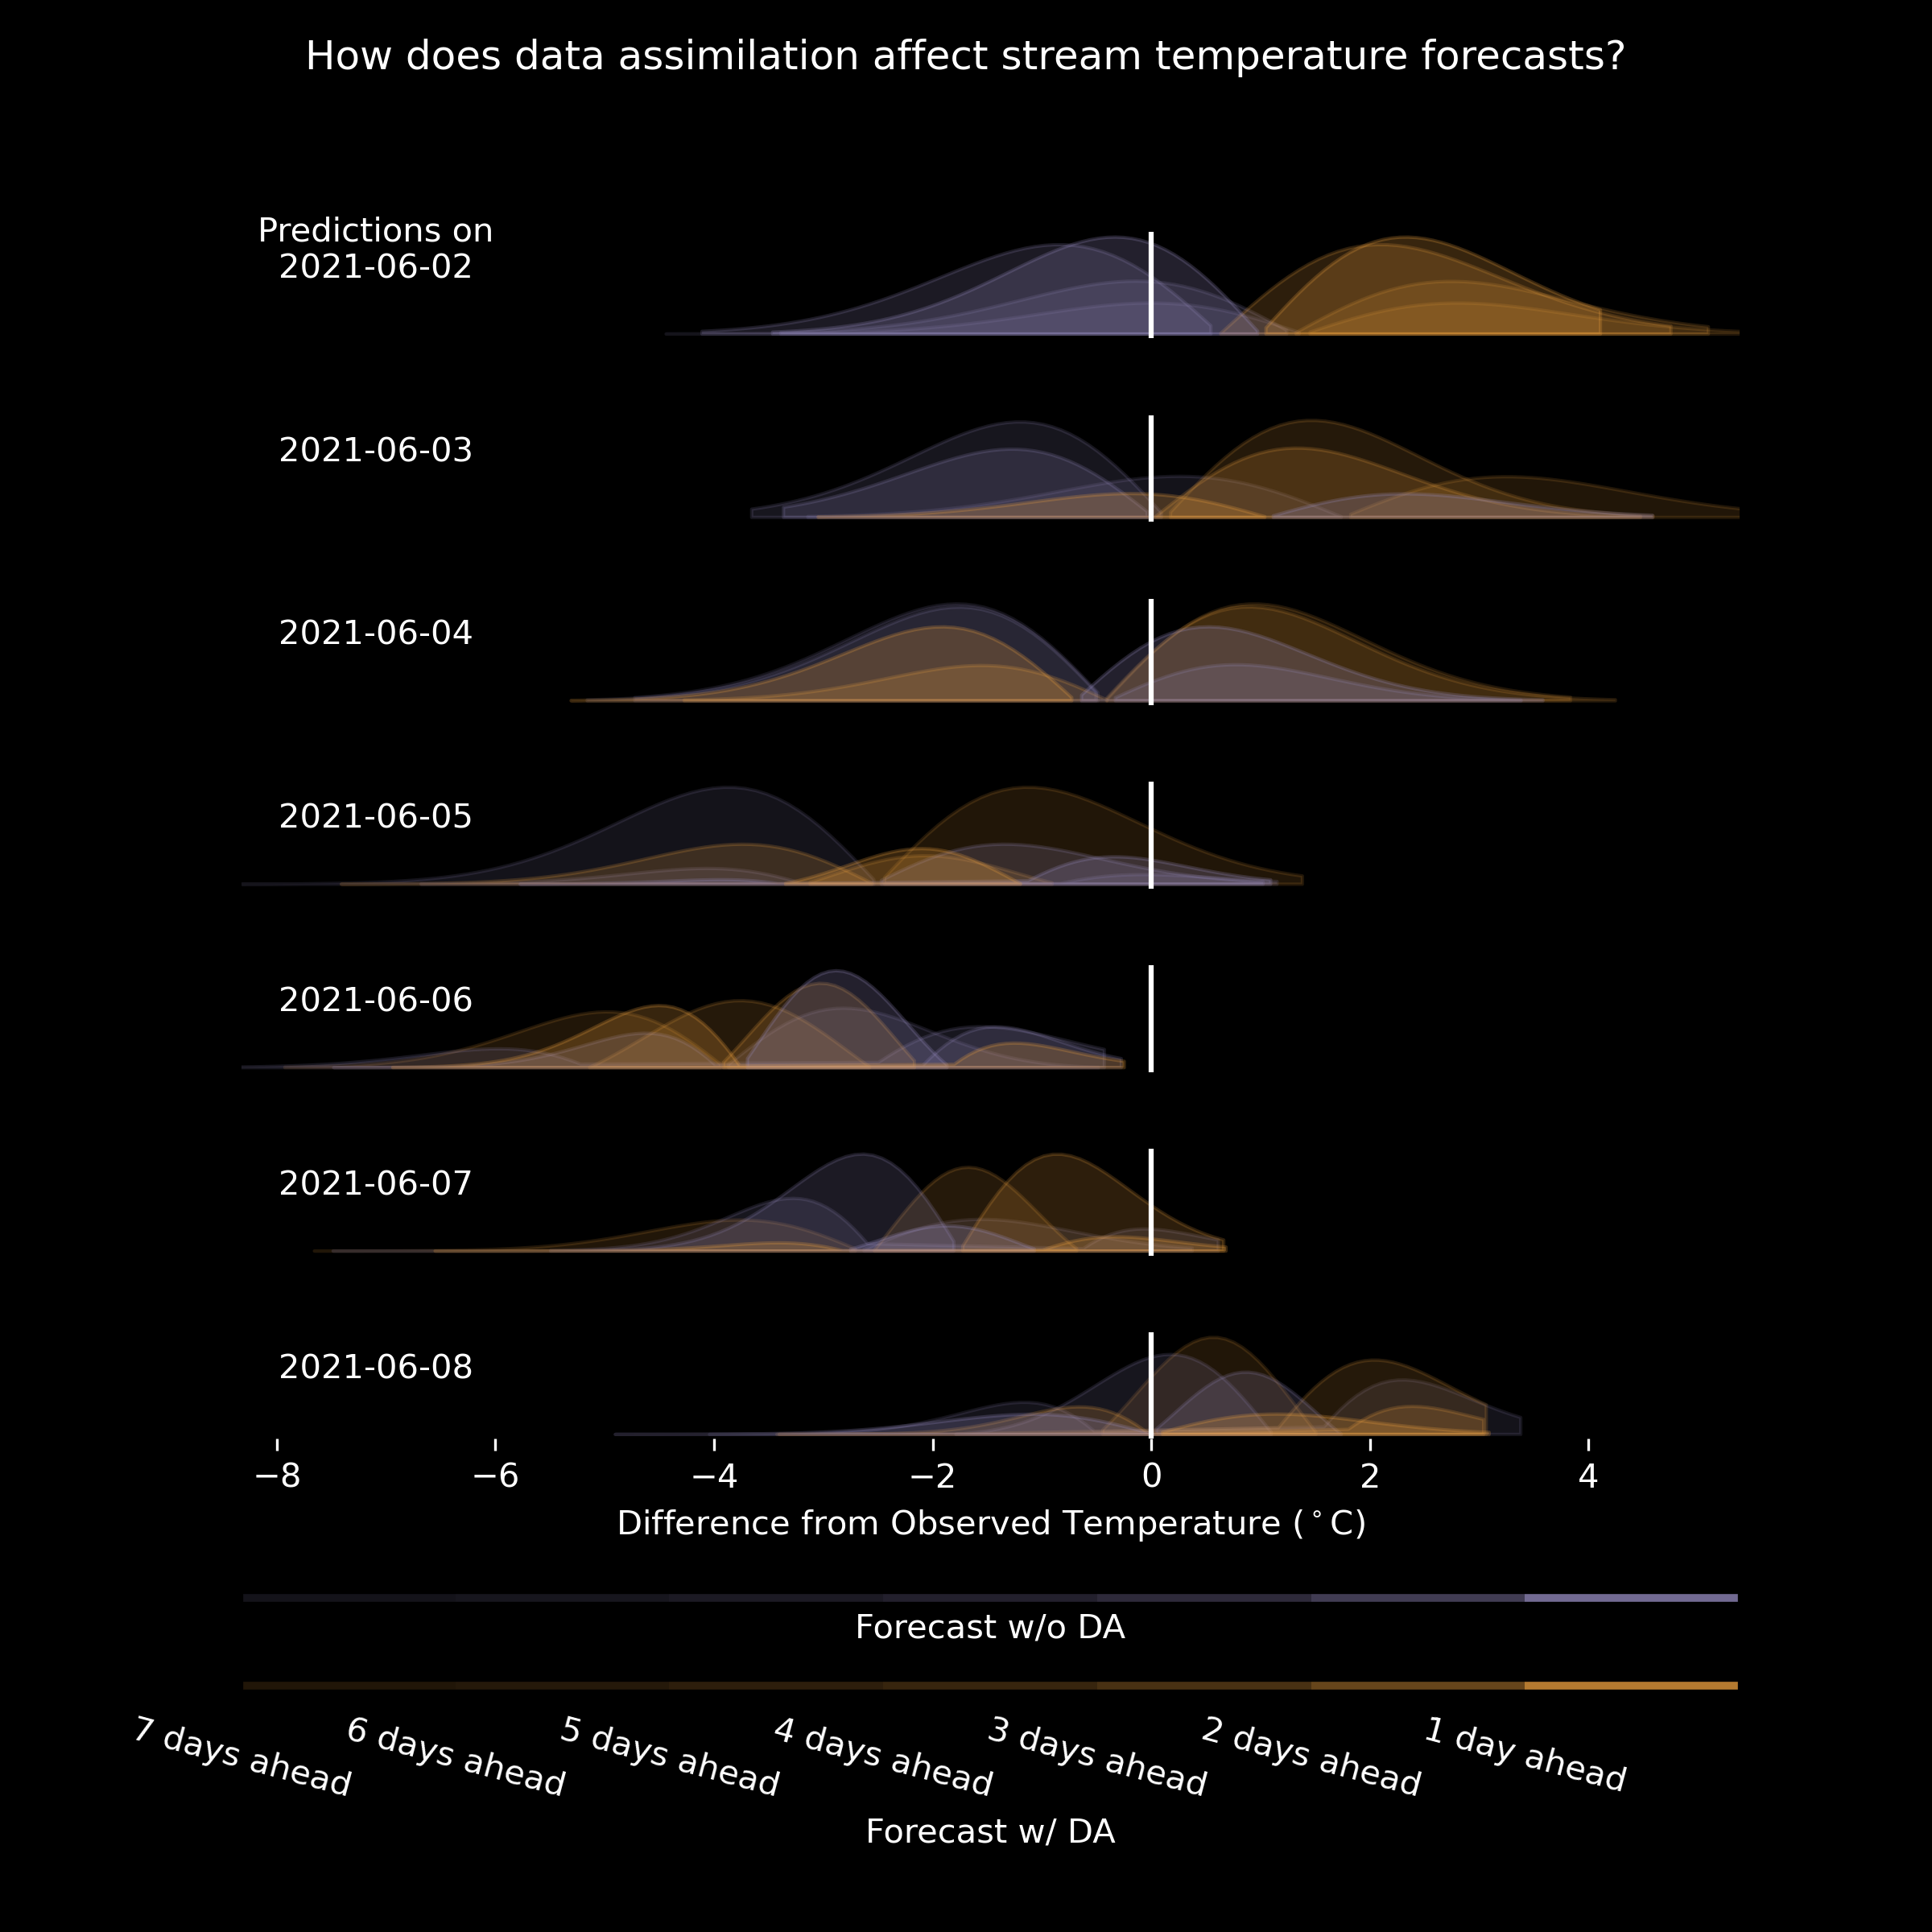 How does data assimilation affect stream temperature forecasts?
Predictions on
2021-06-02
2021-06-03
2021-06-04
2021-06-05
2021-06-06
2021-06-07
2021-06-08
−8 −6 −4 −2 0 2 4
Difference from Observed Temperature (°C)
Forecast w/o DA
7 days ahead 6 days ahead 5 days ahead 4 days ahead 3 days ahead 2 days ahead 1 day ahead
Forecast w/ DA